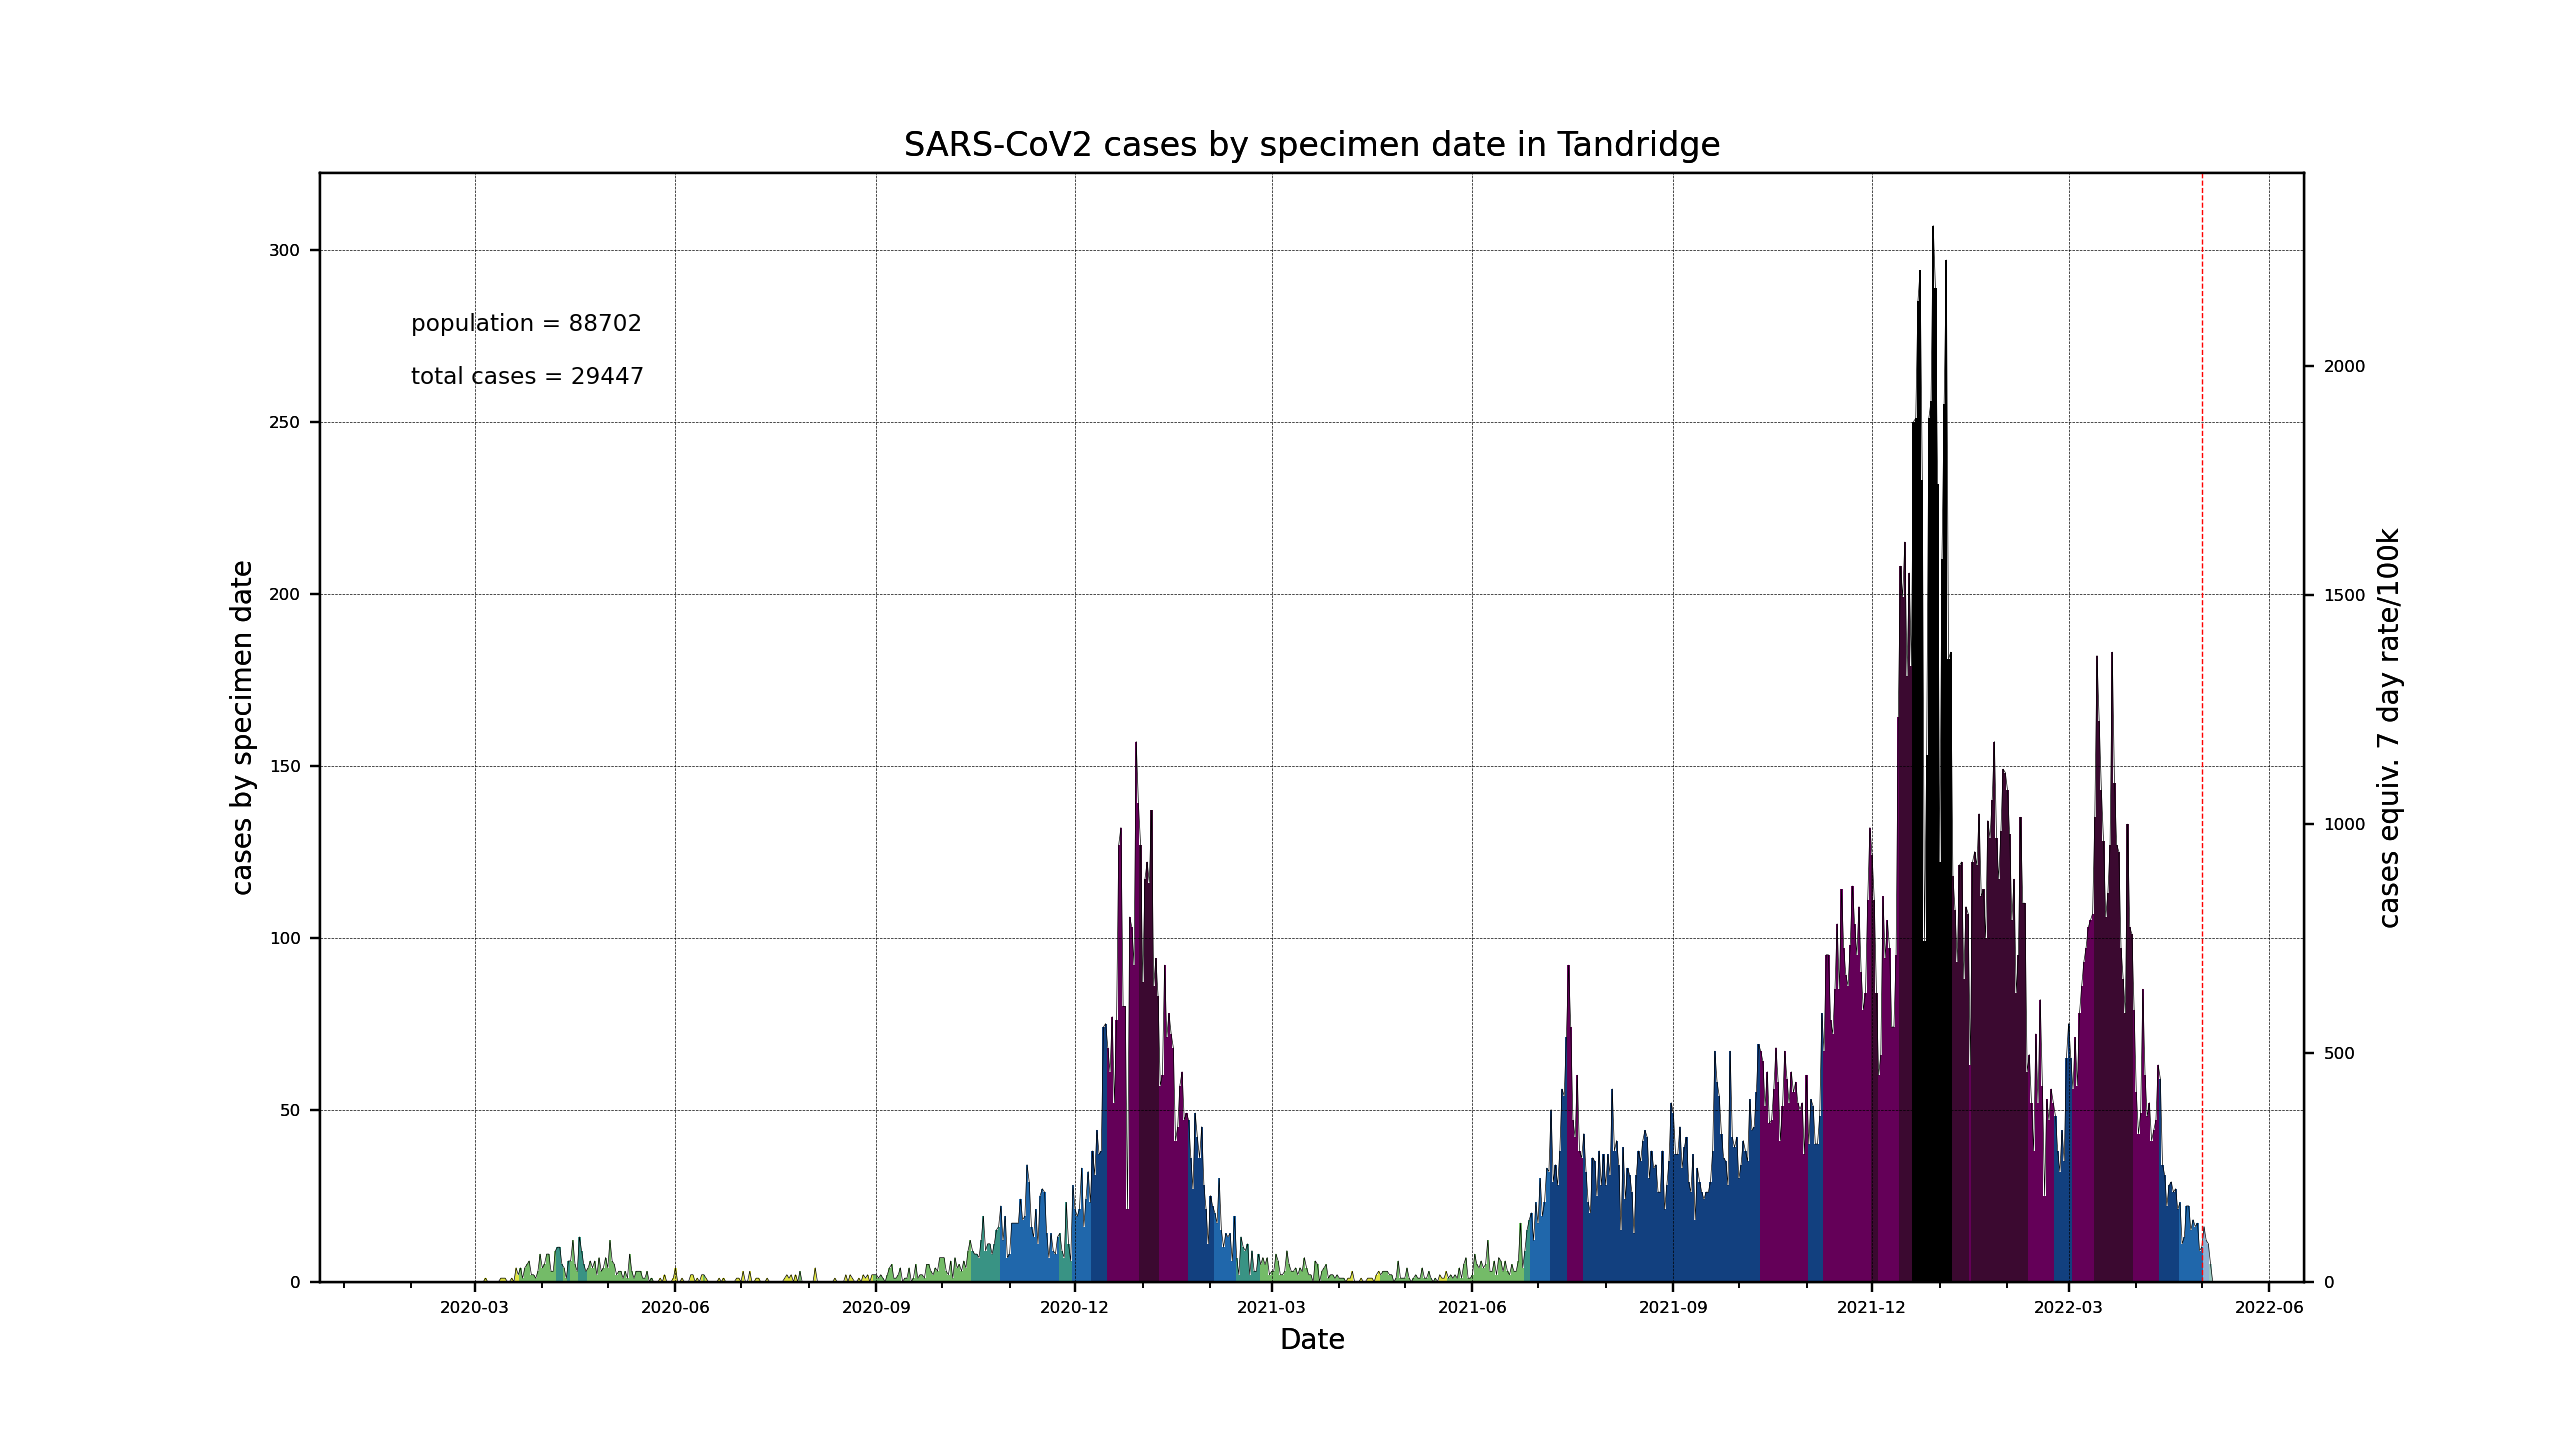 SARS-CoV2 cases by specimen date in Tandridge
population = 88702
total cases = 29447
cases by specimen date
300
250
200
150
100
50
0
2000
1500
1000
500
0
cases equiv. 7 day rate/100k
2020-03 2020-06 2020-09 2020-12 2021-03 2021-06 2021-09 2021-12 2022-03 2022-06
Date